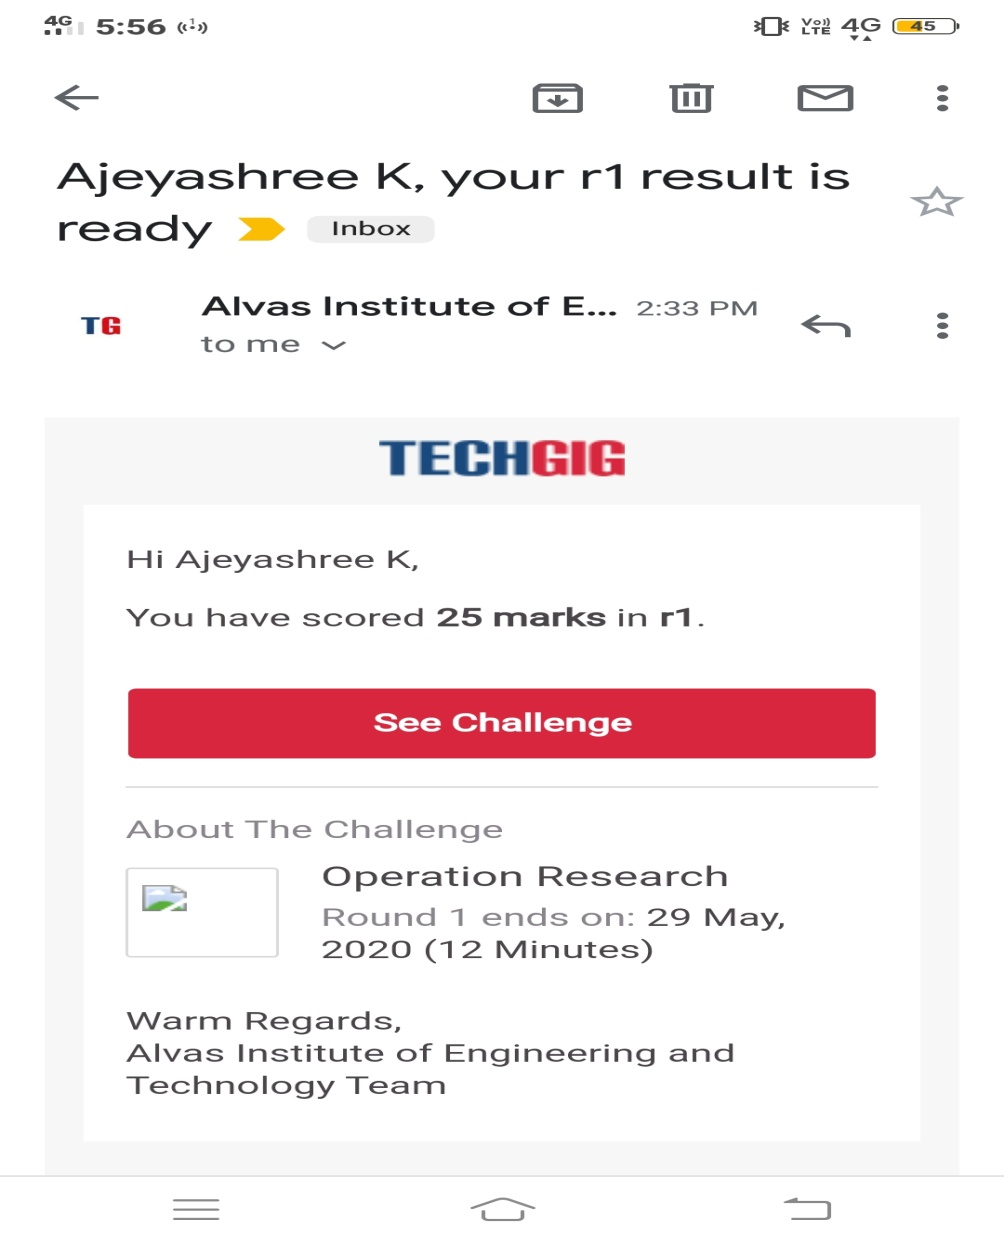 4G 5:56 Vo)) LTE 4G 45
Ajeyashree K, your r1 result is
ready Inbox
TG Alvas Institute of E... 2:33 PM
to me
TECHGIG
Hi Ajeyashree K,
You have scored 25 marks in r1.
See Challenge
About The Challenge
Operation Research
Round 1 ends on: 29 May,
2020 (12 Minutes)
Warm Regards,
Alvas Institute of Engineering and
Technology Team